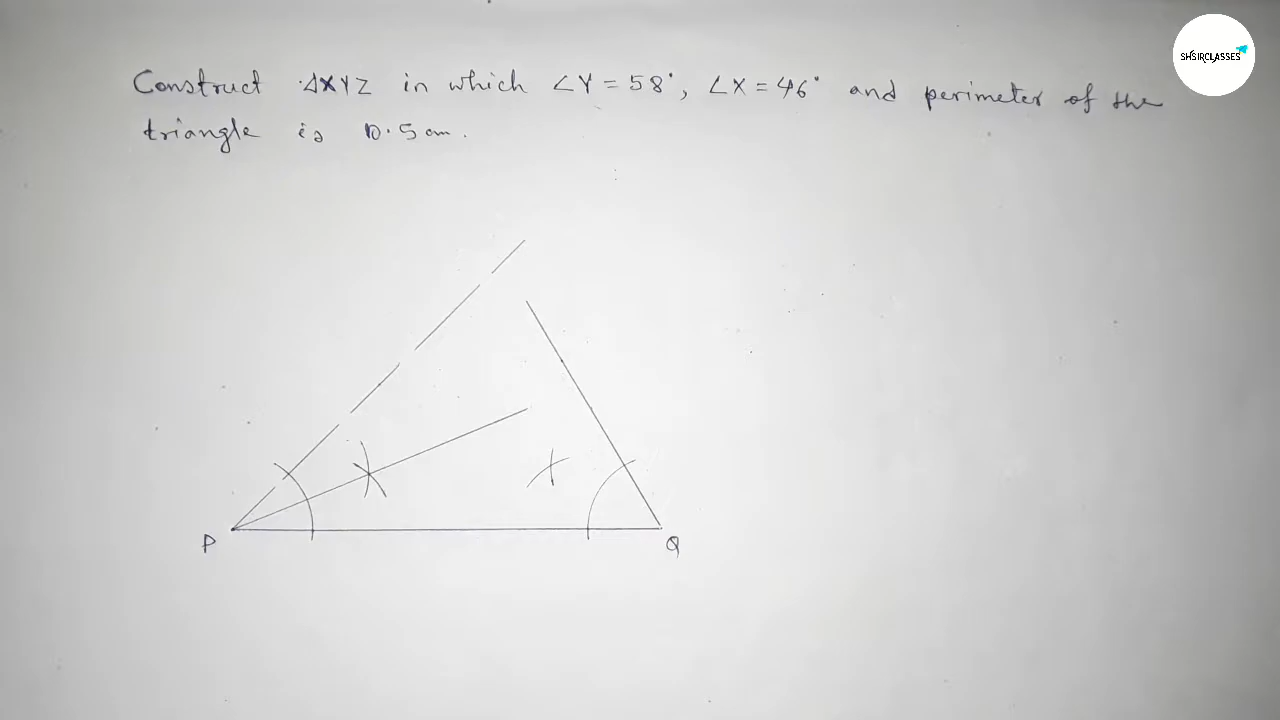 SHSIRCLASSES
Construct ΔXYZ in which ∠Y = 58°, ∠X = 46° and perimeter of the
triangle is 10.5 cm.
P
Q